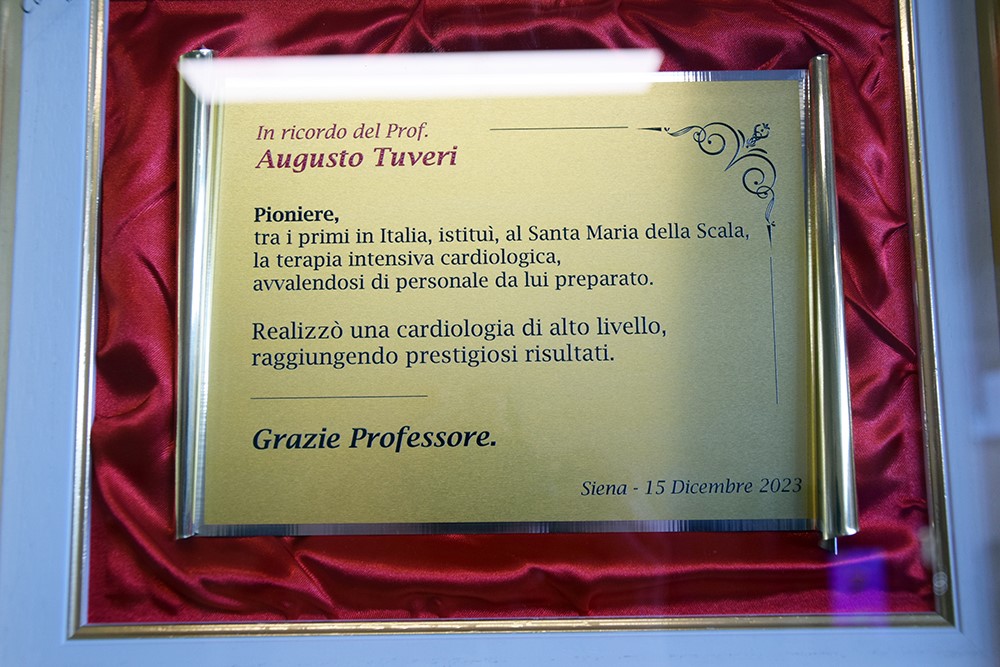 In ricordo del Prof.
Augusto Tuveri
Pioniere,
tra i primi in Italia, istituì, al Santa Maria della Scala,
la terapia intensiva cardiologica,
avvalendosi di personale da lui preparato.
Realizzò una cardiologia di alto livello,
raggiungendo prestigiosi risultati.
Grazie Professore.
Siena - 15 Dicembre 2023